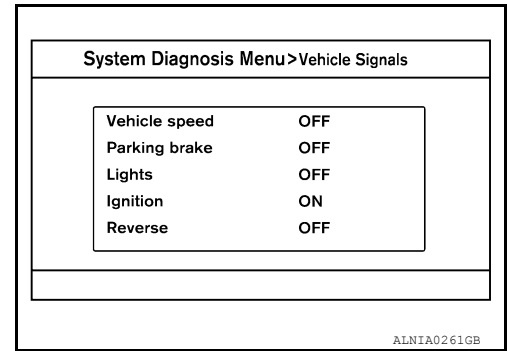 System Diagnosis Menu>Vehicle Signals
Vehicle speed OFF
Parking brake OFF
Lights OFF
Ignition ON
Reverse OFF
ALNIA0261GB